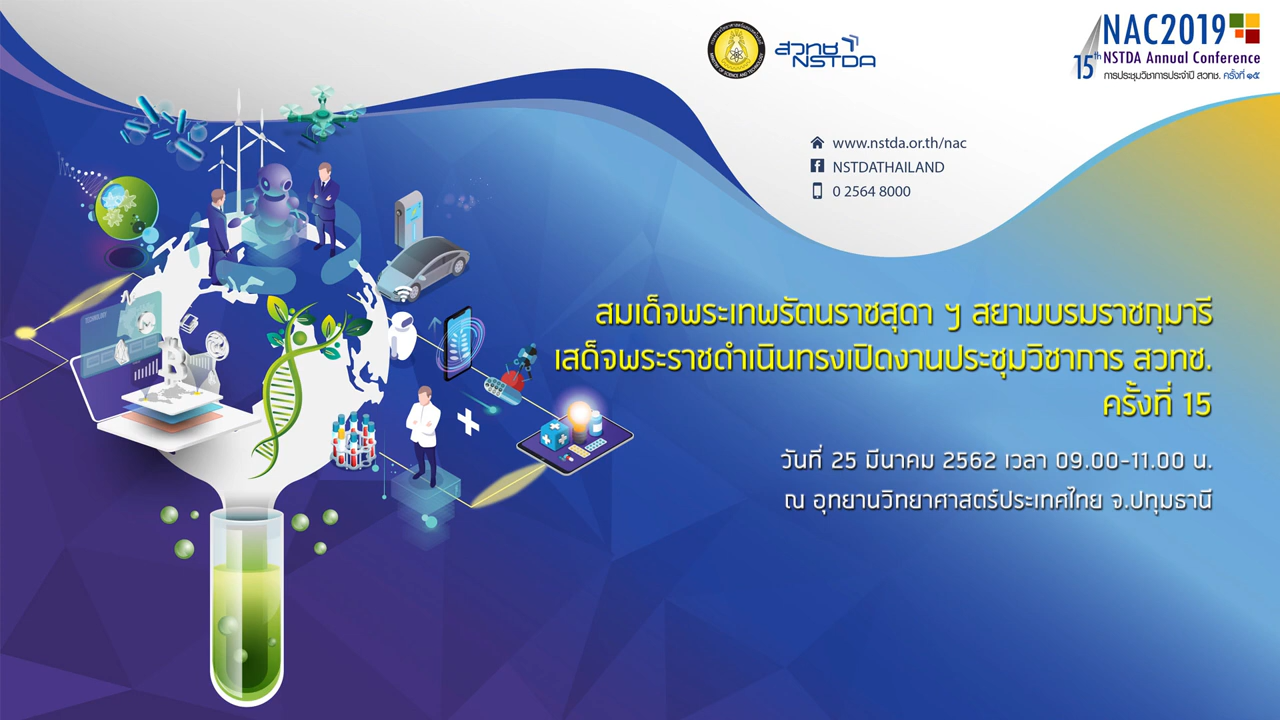 สวทช
NSTDA
NAC2019
15th NSTDA Annual Conference
การประชุมวิชาการประจำปี สวทช. ครั้งที่ ๑๕
www.nstda.or.th/nac
NSTDATHAILAND
0 2564 8000
สมเด็จพระเทพรัตนราชสุดา ฯ สยามบรมราชกุมารี
เสด็จพระราชดำเนินทรงเปิดงานประชุมวิชาการ สวทช.
ครั้งที่ 15
วันที่ 25 มีนาคม 2562 เวลา 09.00-11.00 น.
ณ อุทยานวิทยาศาสตร์ประเทศไทย จ.ปทุมธานี
TECHNOLOGY